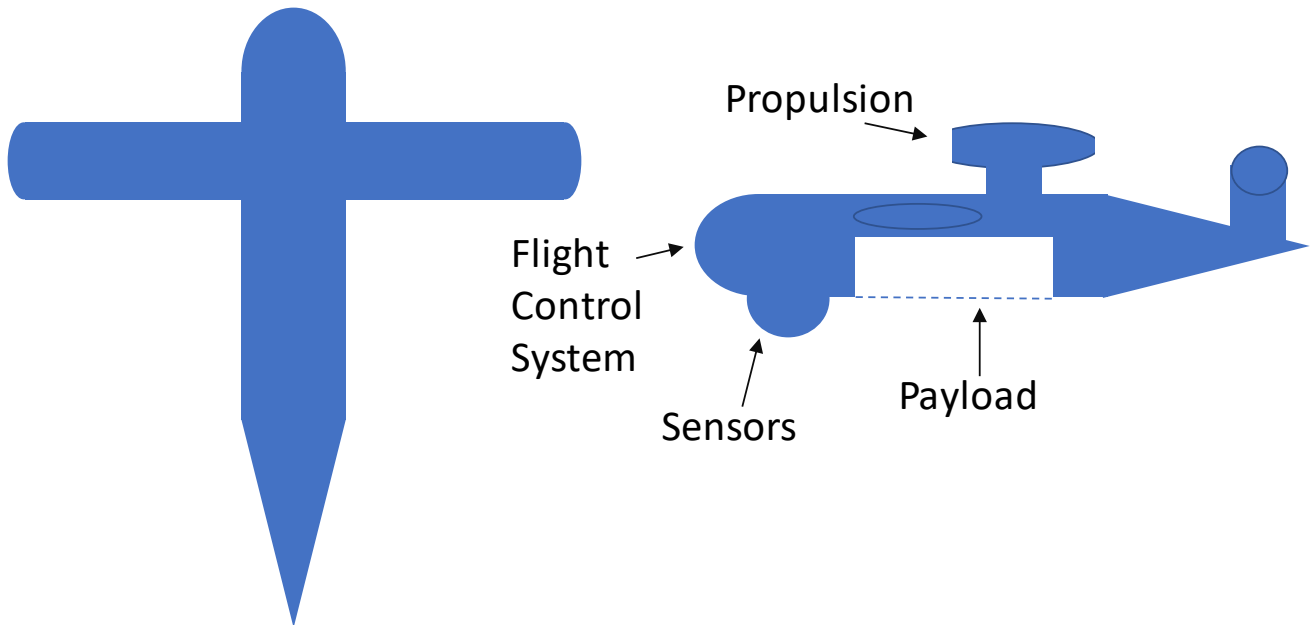 Propulsion
Flight
Control
System
Sensors
Payload